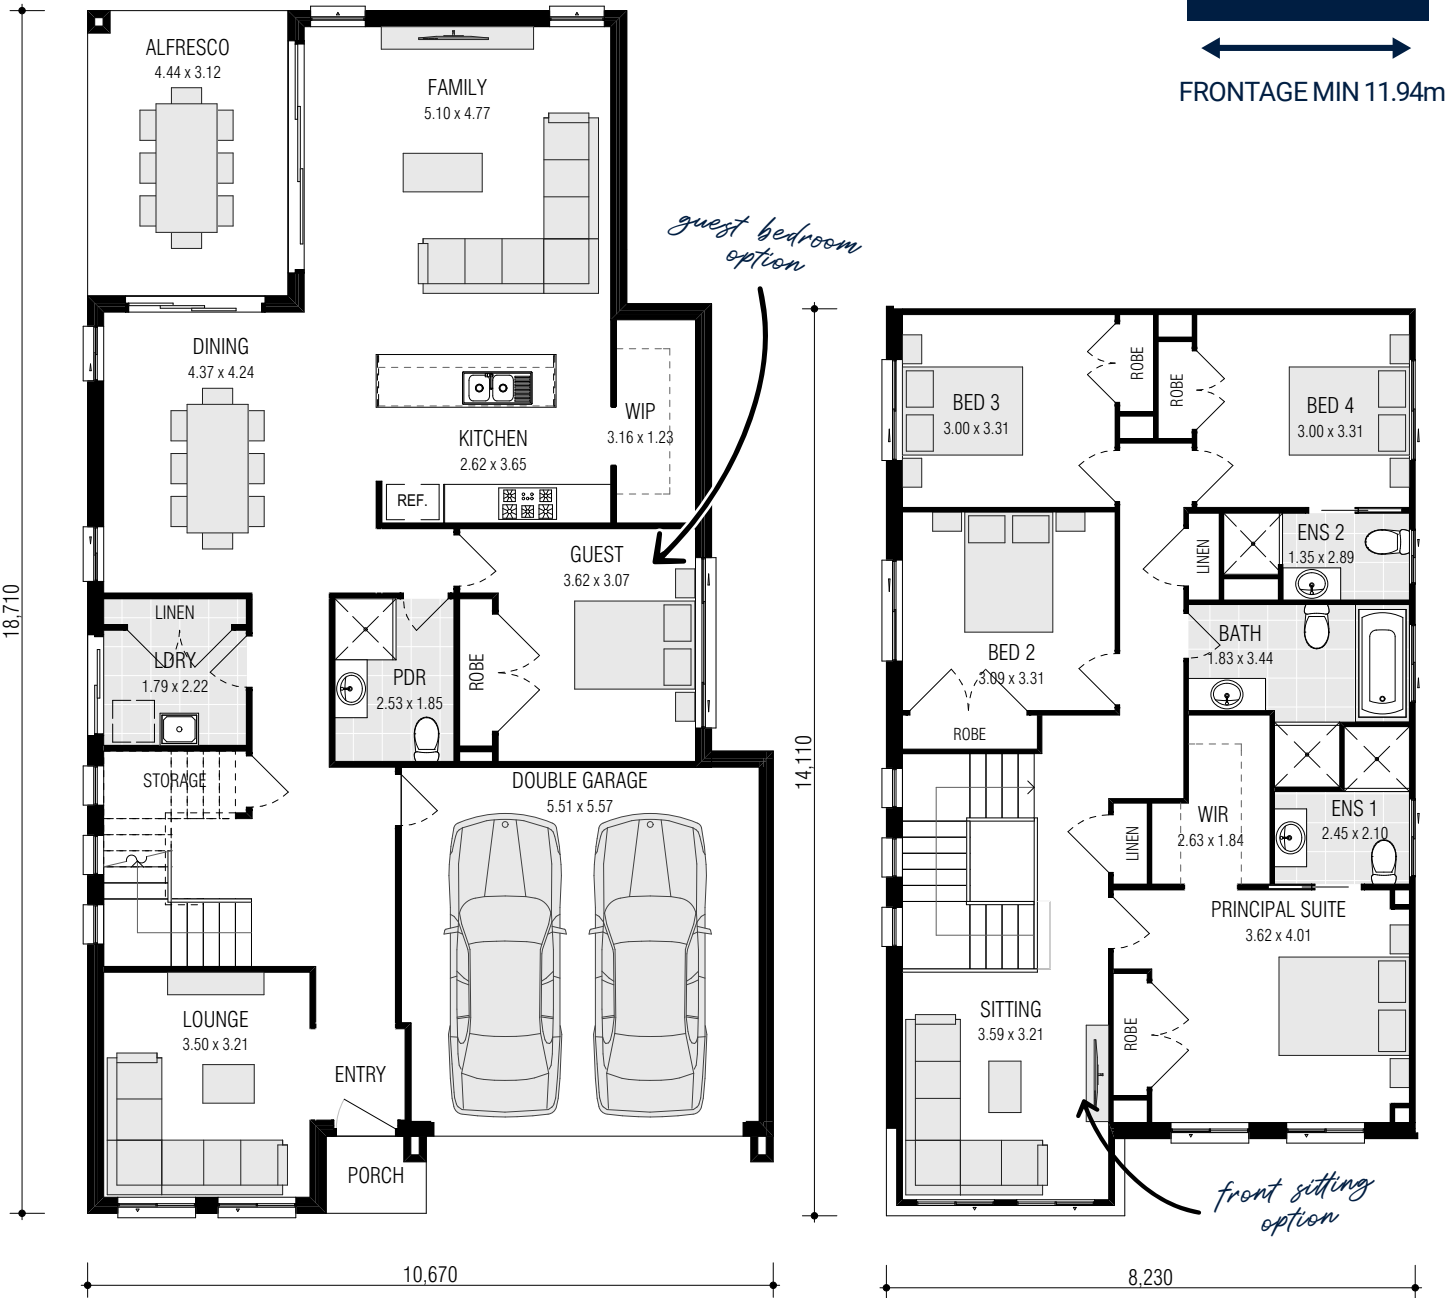 FRONTAGE MIN 11.94m
ALFRESCO
4.44 x 3.12
FAMILY
5.10 x 4.77
guest bedroom
option
DINING
4.37 x 4.24
KITCHEN
2.62 x 3.65
WIP
3.16 x 1.23
REF.
GUEST
3.62 x 3.07
ROBE
LINEN
LDRY
1.79 x 2.22
PDR
2.53 x 1.85
STORAGE
DOUBLE GARAGE
5.51 x 5.57
LOUNGE
3.50 x 3.21
ENTRY
PORCH
18,710
10,670
BED 3
3.00 x 3.31
ROBE
ROBE
BED 4
3.00 x 3.31
LINEN
ENS 2
1.35 x 2.89
BATH
1.83 x 3.44
BED 2
3.09 x 3.31
ROBE
WIR
2.63 x 1.84
ENS 1
2.45 x 2.10
LINEN
PRINCIPAL SUITE
3.62 x 4.01
ROBE
SITTING
3.59 x 3.21
front sitting
option
14,110
8,230